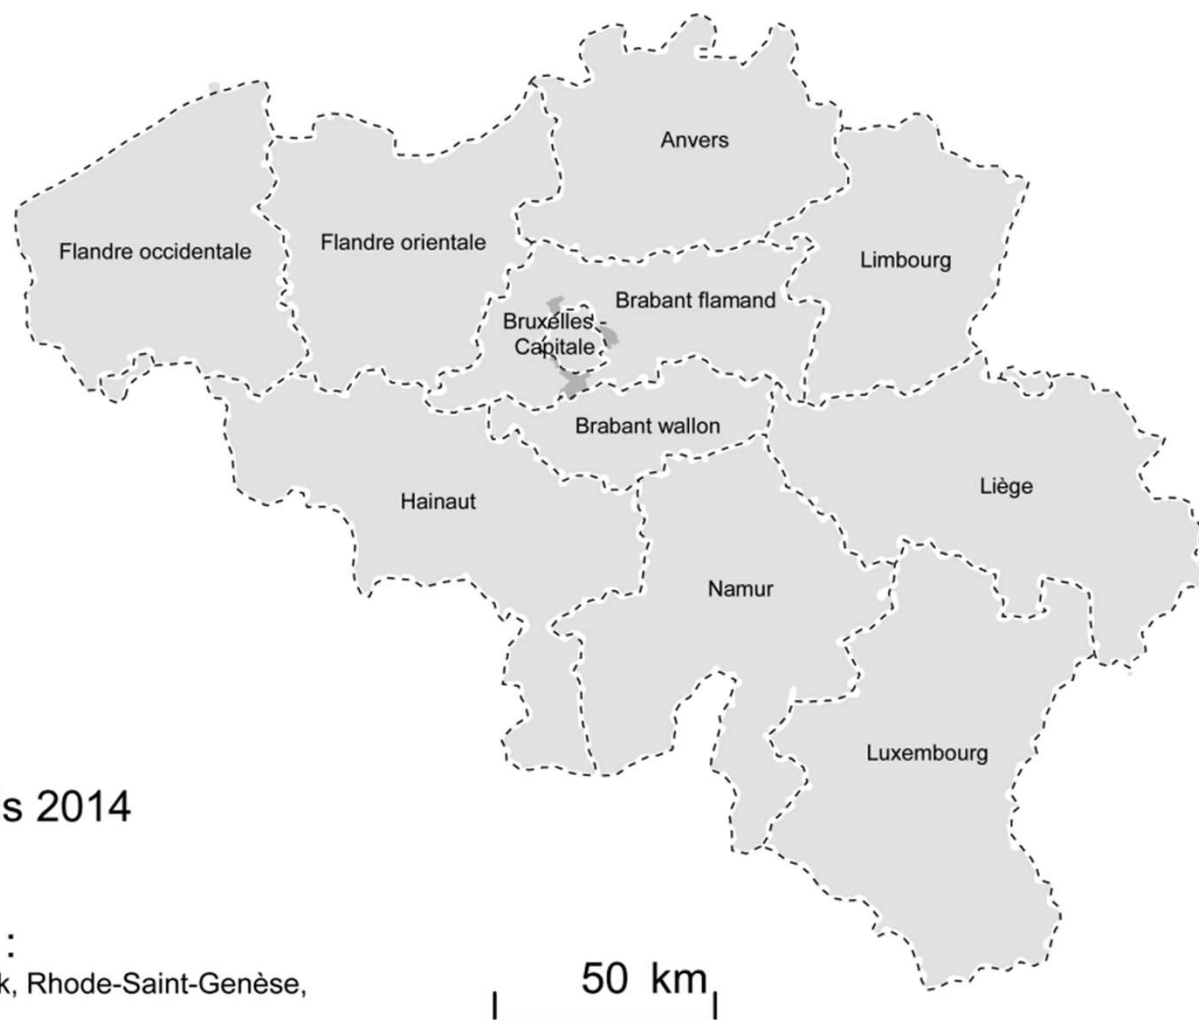 Anvers
Flandre occidentale
Flandre orientale
Limbourg
Brabant flamand
Bruxelles-
Capitale
Brabant wallon
Hainaut
Liège
Namur
Luxembourg
s 2014
:
k, Rhode-Saint-Genèse,
50 km